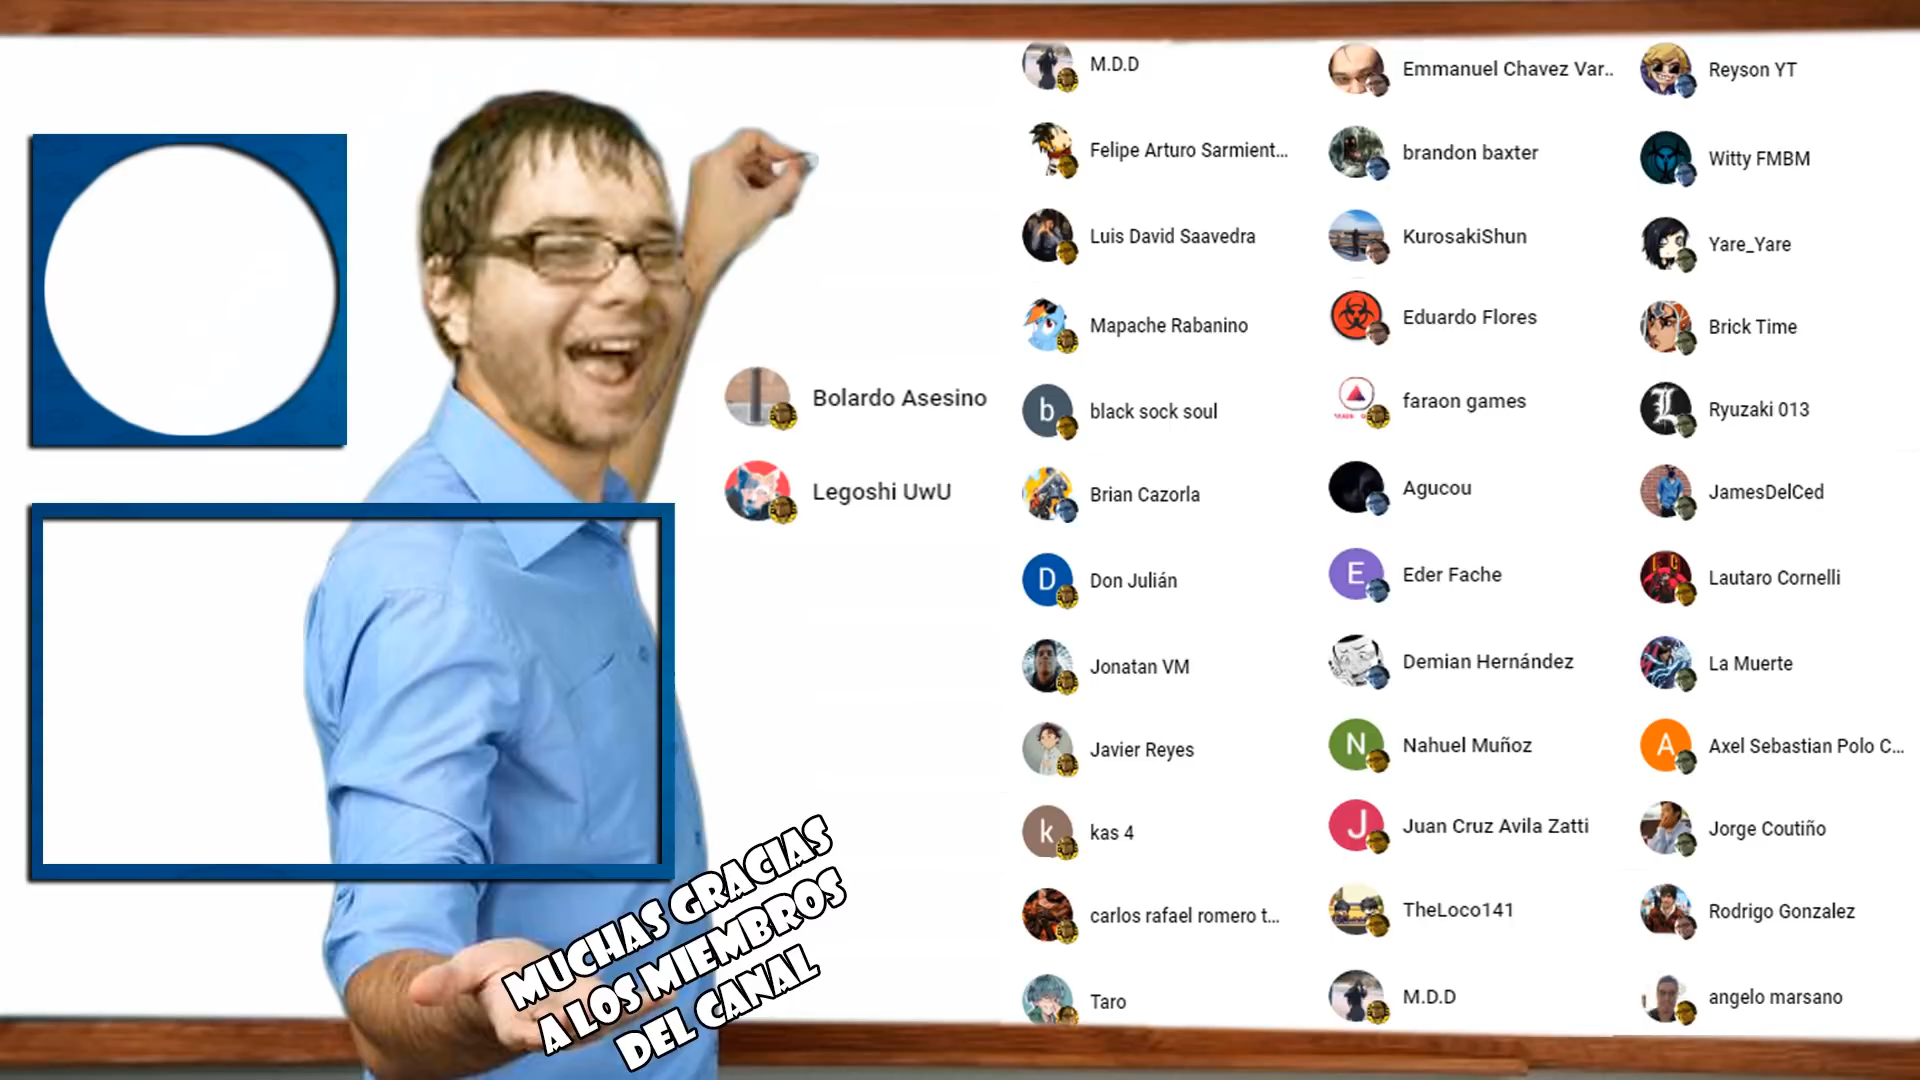 Bolardo Asesino
Legoshi UwU
M.D.D
Felipe Arturo Sarmient...
Luis David Saavedra
Mapache Rabanino
b
black sock soul
Brian Cazorla
D
Don Julián
Jonatan VM
Javier Reyes
k
kas 4
carlos rafael romero t...
Taro
Emmanuel Chavez Var..
brandon baxter
KurosakiShun
Eduardo Flores
faraon games
Agucou
E
Eder Fache
Demian Hernández
N
Nahuel Muñoz
J
Juan Cruz Avila Zatti
TheLoco141
M.D.D
Reyson YT
Witty FMBM
Yare_Yare
Brick Time
L
Ryuzaki 013
JamesDelCed
Lautaro Cornelli
La Muerte
A
Axel Sebastian Polo C...
Jorge Coutiño
Rodrigo Gonzalez
angelo marsano
MUCHAS GRACIAS
A LOS MIEMBROS
DEL CANAL